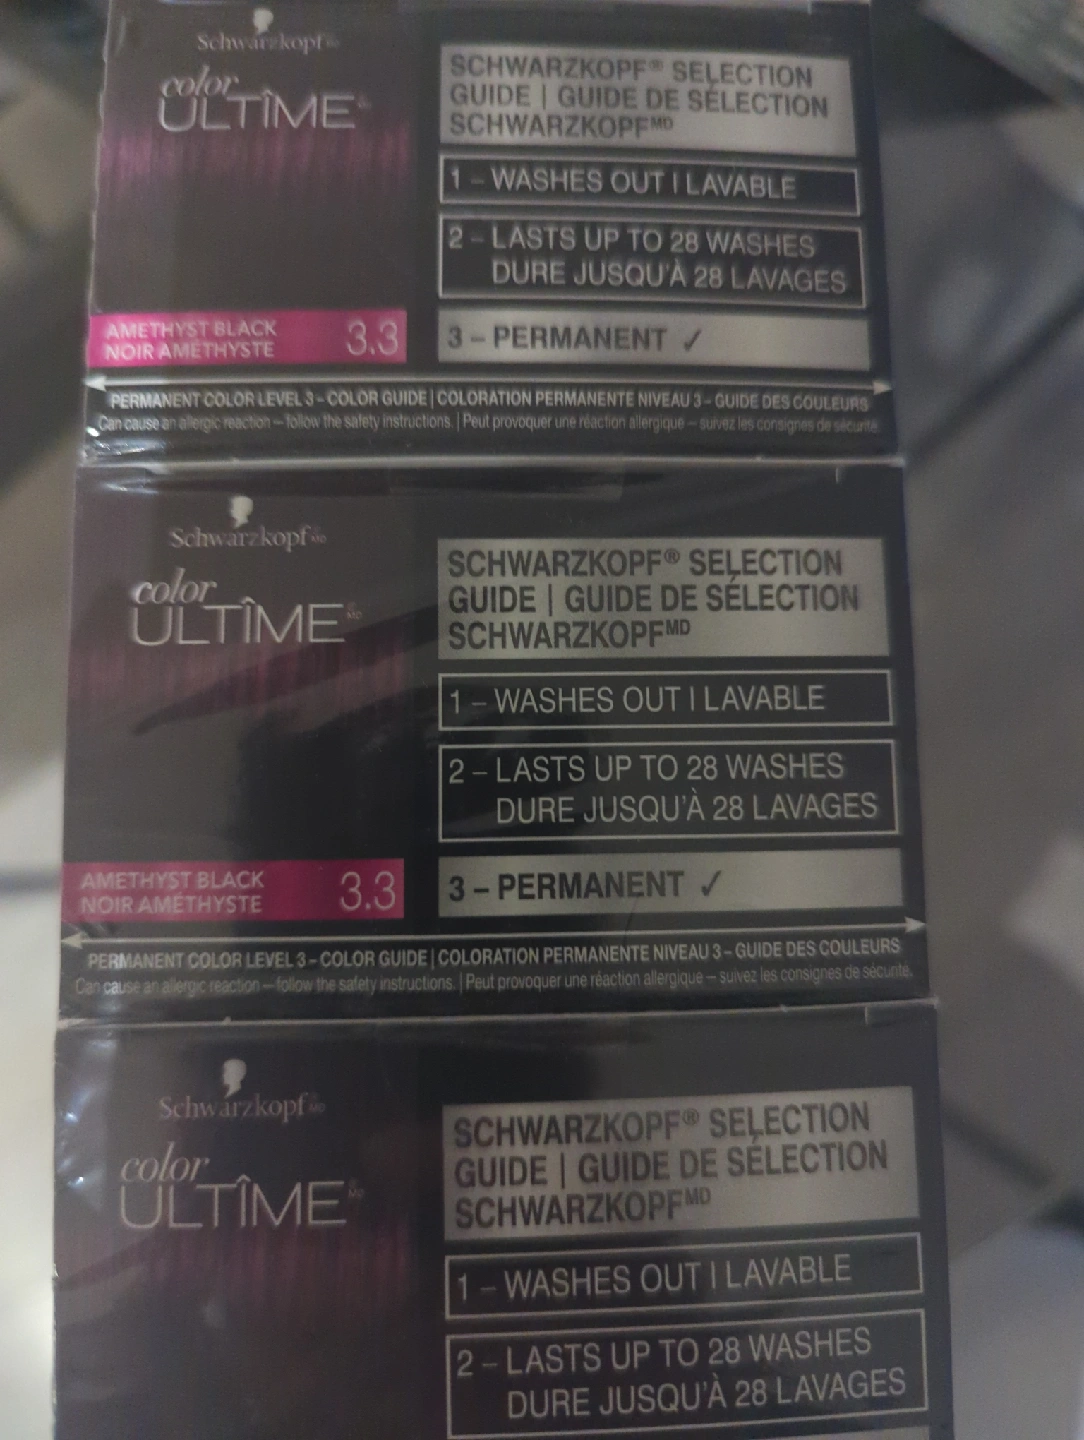 Schwarzkopf
color
ULTÎME
SCHWARZKOPF® SELECTION
GUIDE | GUIDE DE SÉLECTION
SCHWARZKOPFMD
1 – WASHES OUT | LAVABLE
2 – LASTS UP TO 28 WASHES
DURE JUSQU'À 28 LAVAGES
AMETHYST BLACK
NOIR AMÉTHYSTE
3.3
3 – PERMANENT ✓
PERMANENT COLOR LEVEL 3 – COLOR GUIDE | COLORATION PERMANENTE NIVEAU 3 – GUIDE DES COULEURS
Can cause an allergic reaction – follow the safety instructions. | Peut provoquer une réaction allergique – suivez les consignes de sécurité.
Schwarzkopf
color
ULTÎME
SCHWARZKOPF® SELECTION
GUIDE | GUIDE DE SÉLECTION
SCHWARZKOPFMD
1 – WASHES OUT | LAVABLE
2 – LASTS UP TO 28 WASHES
DURE JUSQU'À 28 LAVAGES
AMETHYST BLACK
NOIR AMÉTHYSTE
3.3
3 – PERMANENT ✓
PERMANENT COLOR LEVEL 3 – COLOR GUIDE | COLORATION PERMANENTE NIVEAU 3 – GUIDE DES COULEURS
Can cause an allergic reaction – follow the safety instructions. | Peut provoquer une réaction allergique – suivez les consignes de sécurité.
Schwarzkopf
color
ULTÎME
SCHWARZKOPF® SELECTION
GUIDE | GUIDE DE SÉLECTION
SCHWARZKOPFMD
1 – WASHES OUT | LAVABLE
2 – LASTS UP TO 28 WASHES
DURE JUSQU'À 28 LAVAGES